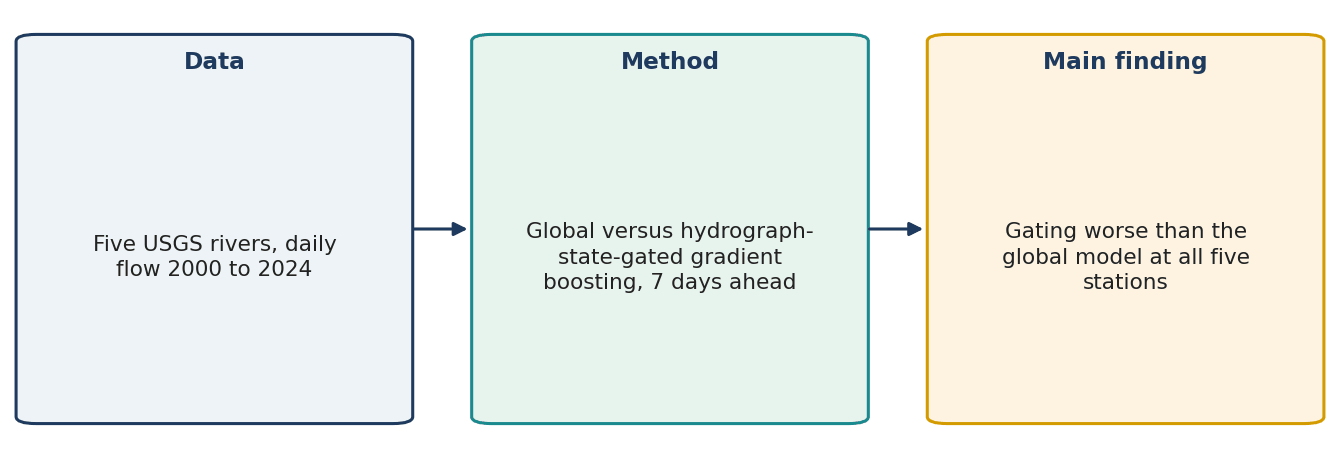 Data
Five USGS rivers, daily
flow 2000 to 2024
Method
Global versus hydrograph-
state-gated gradient
boosting, 7 days ahead
Main finding
Gating worse than the
global model at all five
stations